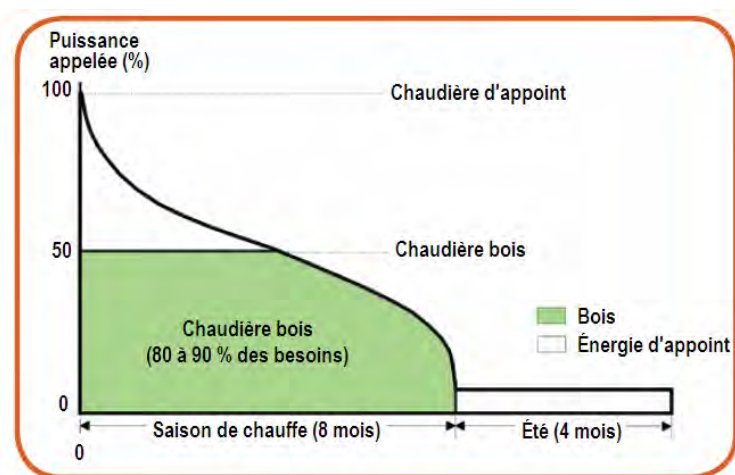 Puissance
appelée (%)
100
Chaudière d'appoint
50
Chaudière bois
Chaudière bois
(80 à 90 % des besoins)
Bois
Énergie d'appoint
0
Saison de chauffe (8 mois)
Été (4 mois)
0